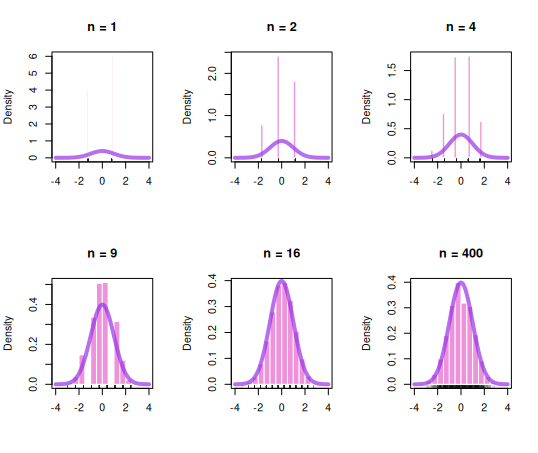 n = 1
n = 2
n = 4
Density
0 1 2 3 4 5 6
-4 -2 0 2 4
Density
0.0 1.0 2.0
-4 -2 0 2 4
Density
0.0 0.5 1.0 1.5
-4 -2 0 2 4
n = 9
n = 16
n = 400
Density
0.0 0.2 0.4
-4 -2 0 2 4
Density
0.0 0.1 0.2 0.3 0.4
-4 -2 0 2 4
Density
0.0 0.1 0.2 0.3 0.4
-4 -2 0 2 4